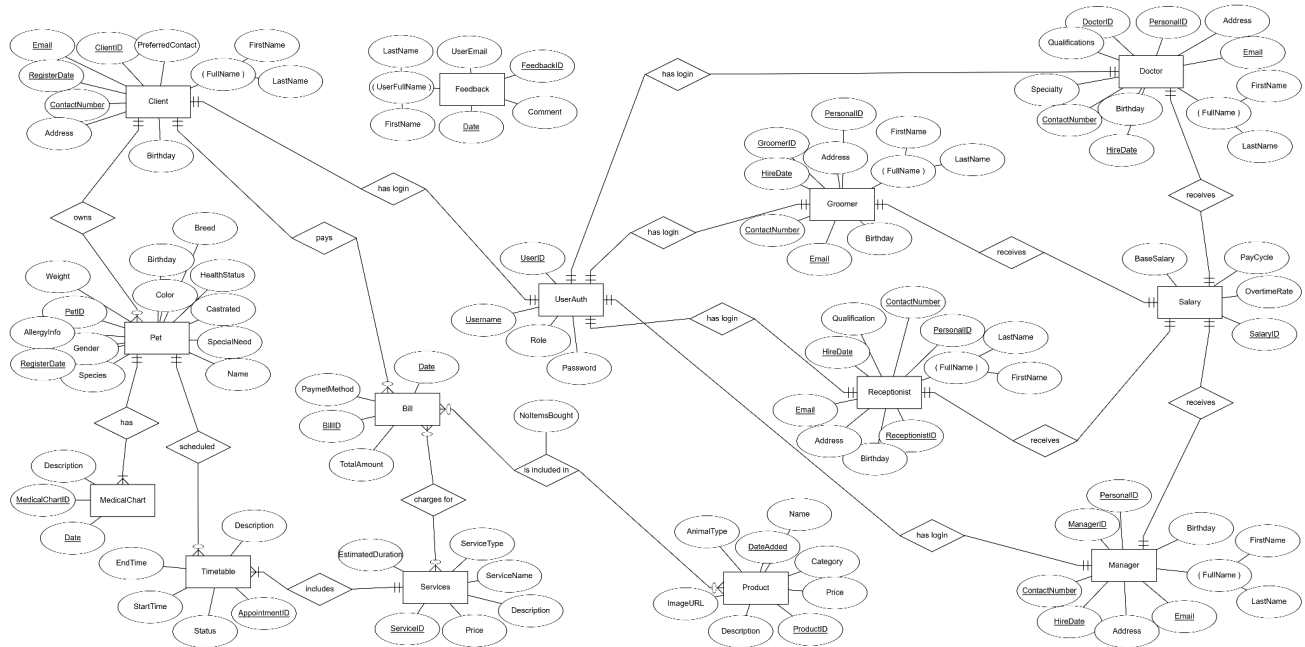 Email
ClientID
PreferredContact
FirstName
RegisterDate
( FullName )
LastName
ContactNumber
Client
Address
Birthday
LastName
UserEmail
FeedbackID
( UserFullName )
Feedback
FirstName
Comment
Date
has login
DoctorID
PersonalID
Address
Qualifications
Email
Doctor
Specialty
FirstName
ContactNumber
Birthday
( FullName )
HireDate
LastName
PersonalID
FirstName
GroomerID
Address
LastName
HireDate
( FullName )
Groomer
ContactNumber
Birthday
Email
has login
has login
receives
owns
pays
receives
Breed
Birthday
Weight
HealthStatus
Color
PetID
Castrated
AllergyInfo
Pet
Gender
SpecialNeed
RegisterDate
Species
Name
UserID
UserAuth
Username
Role
Password
BaseSalary
PayCycle
Salary
OvertimeRate
SalaryID
has login
ContactNumber
Qualification
PersonalID
LastName
HireDate
( FullName )
FirstName
Receptionist
Email
ReceptionistID
Address
Birthday
receives
receives
Date
PaymetMethod
Bill
BillID
TotalAmount
NoItemsBought
is included in
has
scheduled
charges for
Description
MedicalChartID
MedicalChart
Date
Description
EndTime
Timetable
StartTime
AppointmentID
Status
includes
EstimatedDuration
ServiceType
ServiceName
Services
Description
ServiceID
Price
Name
AnimalType
DateAdded
Category
Product
Price
ImageURL
Description
ProductID
has login
PersonalID
ManagerID
Birthday
FirstName
Manager
( FullName )
ContactNumber
LastName
HireDate
Email
Address